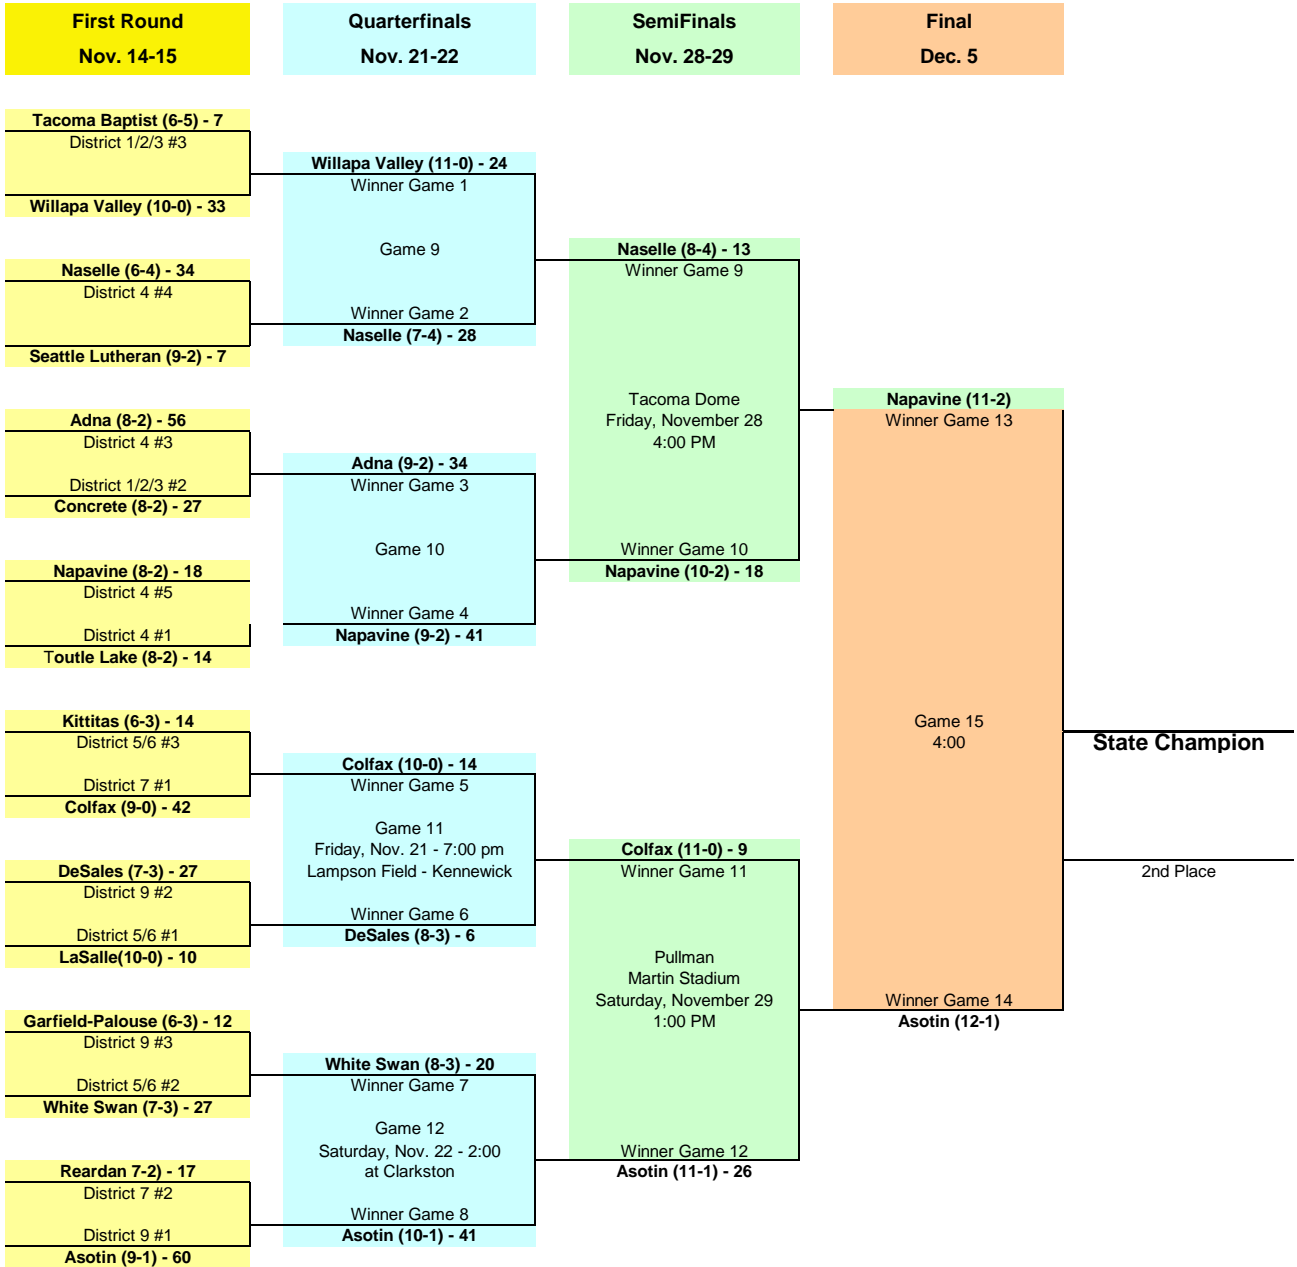 First Round
Nov. 14-15
Quarterfinals
Nov. 21-22
SemiFinals
Nov. 28-29
Final
Dec. 5
Tacoma Baptist (6-5) - 7
District 1/2/3 #3
Willapa Valley (10-0) - 33
Naselle (6-4) - 34
District 4 #4
Seattle Lutheran (9-2) - 7
Adna (8-2) - 56
District 4 #3
District 1/2/3 #2
Concrete (8-2) - 27
Napavine (8-2) - 18
District 4 #5
District 4 #1
Toutle Lake (8-2) - 14
Kittitas (6-3) - 14
District 5/6 #3
District 7 #1
Colfax (9-0) - 42
DeSales (7-3) - 27
District 9 #2
District 5/6 #1
LaSalle(10-0) - 10
Garfield-Palouse (6-3) - 12
District 9 #3
District 5/6 #2
White Swan (7-3) - 27
Reardan 7-2) - 17
District 7 #2
District 9 #1
Asotin (9-1) - 60
Willapa Valley (11-0) - 24
Winner Game 1
Game 9
Winner Game 2
Naselle (7-4) - 28
Adna (9-2) - 34
Winner Game 3
Game 10
Winner Game 4
Napavine (9-2) - 41
Colfax (10-0) - 14
Winner Game 5
Game 11
Friday, Nov. 21 - 7:00 pm
Lampson Field - Kennewick
Winner Game 6
DeSales (8-3) - 6
White Swan (8-3) - 20
Winner Game 7
Game 12
Saturday, Nov. 22 - 2:00
at Clarkston
Winner Game 8
Asotin (10-1) - 41
Naselle (8-4) - 13
Winner Game 9
Tacoma Dome
Friday, November 28
4:00 PM
Winner Game 10
Napavine (10-2) - 18
Colfax (11-0) - 9
Winner Game 11
Pullman
Martin Stadium
Saturday, November 29
1:00 PM
Winner Game 12
Asotin (11-1) - 26
Napavine (11-2)
Winner Game 13
Game 15
4:00
Winner Game 14
Asotin (12-1)
State Champion
2nd Place